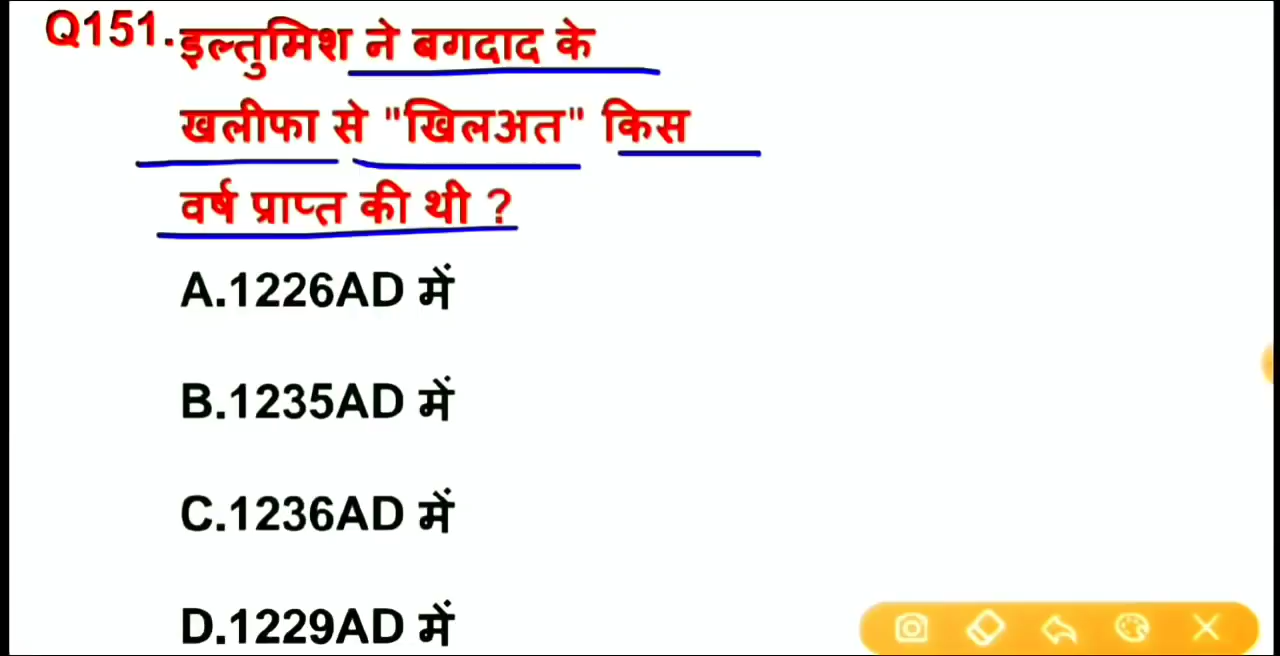 Q151.इल्तुमिश ने बगदाद के
खलीफा से "खिलअत" किस
वर्ष प्राप्त की थी ?
A.1226AD में
B.1235AD में
C.1236AD में
D.1229AD में